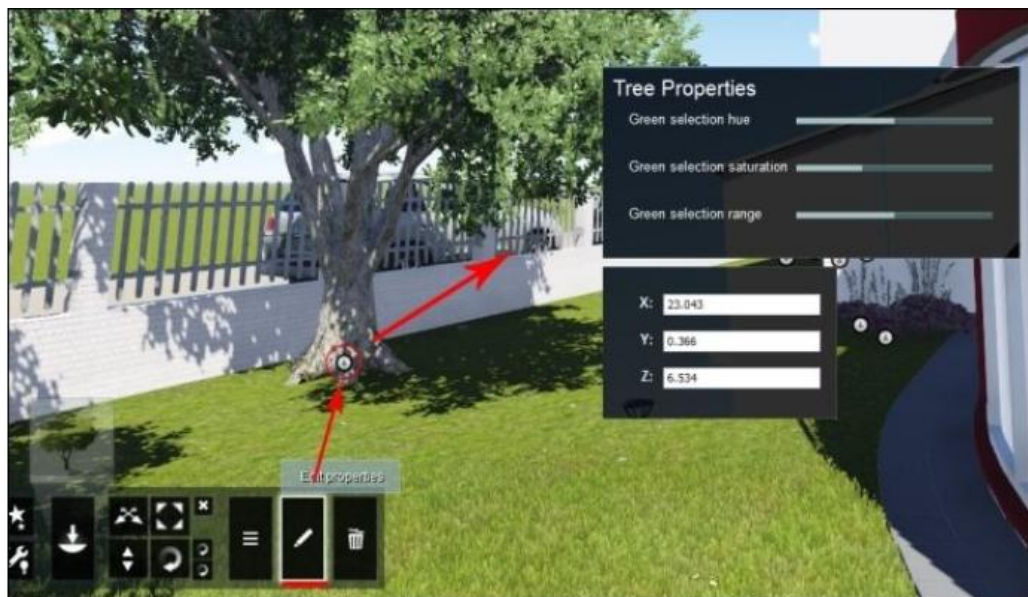 Tree Properties
Green selection hue
Green selection saturation
Green selection range
X: 23.043
Y: 0.366
Z: 6.534
Edit properties